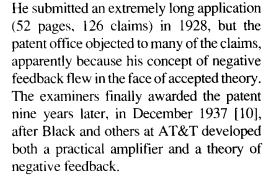 He submitted an extremely long application
(52 pages, 126 claims) in 1928, but the
patent office objected to many of the claims,
apparently because his concept of negative
feedback flew in the face of accepted theory.
The examiners finally awarded the patent
nine years later, in December 1937 [10],
after Black and others at AT&T developed
both a practical amplifier and a theory of
negative feedback.